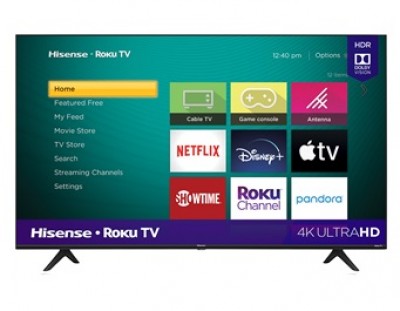 Hisense • Roku TV
12:40 pm
Options
HDR
DOLBY
VISION
Home
Featured Free
My Feed
Movie Store
TV Store
Search
Streaming Channels
Settings
Cable TV
Game console
Antenna
NETFLIX
Disney+
tv
SHOWTIME
Roku
Channel
pandora
Hisense • Roku TV
4K ULTRAHD